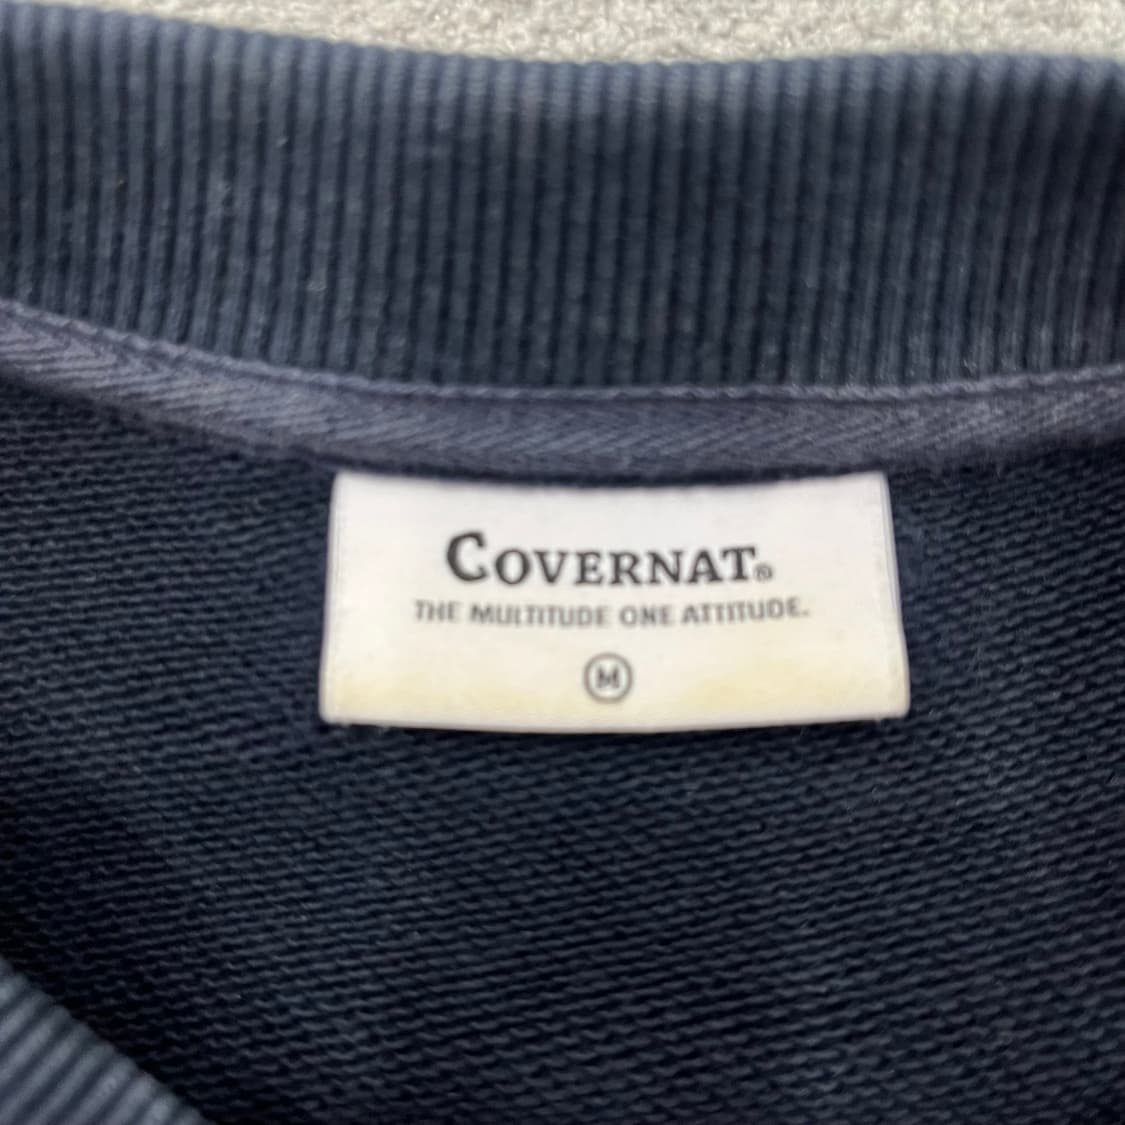 COVERNAT®
THE MULTITUDE ONE ATTITUDE.
M